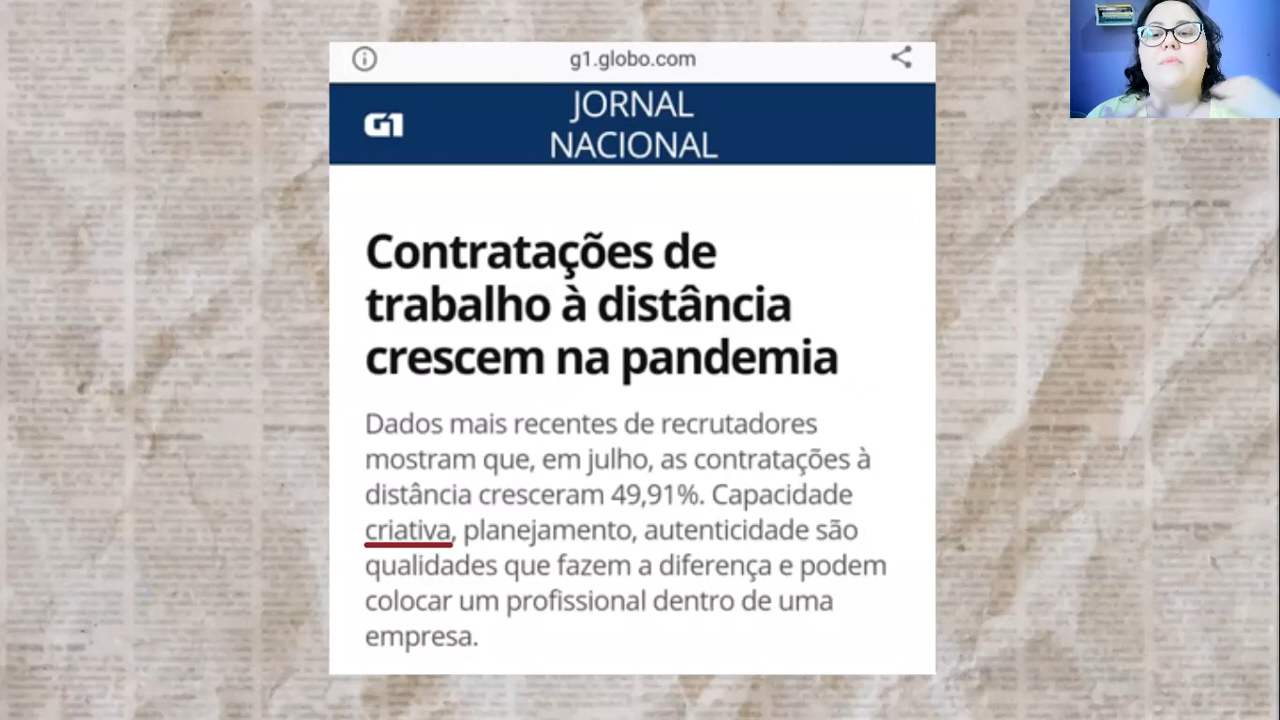 g1.globo.com
G1
JORNAL
NACIONAL
Contratações de
trabalho à distância
crescem na pandemia
Dados mais recentes de recrutadores
mostram que, em julho, as contratações à
distância cresceram 49,91%. Capacidade
criativa, planejamento, autenticidade são
qualidades que fazem a diferença e podem
colocar um profissional dentro de uma
empresa.